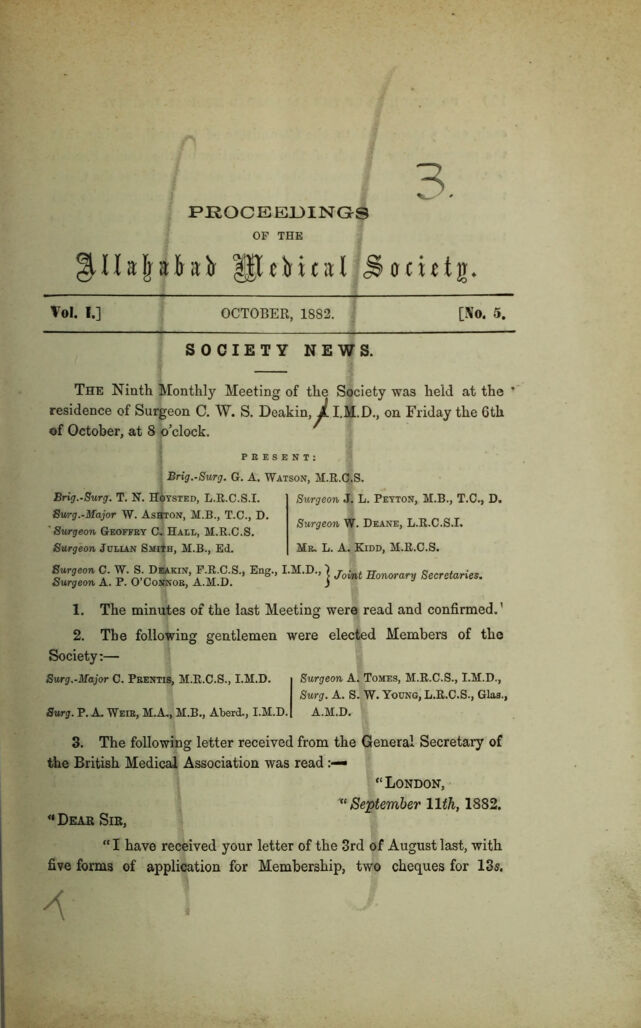 3.
PROCEEDINGS
OF THE
Allahabad Medical Society.
Vol. I.] OCTOBER, 1882. [No. 5.
SOCIETY NEWS.
THE Ninth Monthly Meeting of the Society was held at the
residence of Surgeon C. W. S. Deakin, I.M.D., on Friday the 6th
of October, at 8 o'clock.
PRESENT:
Brig.-Surg. G. A. WATSON, M.R.C.S.
Brig.-Surg. T. N. HOYSTED, L.R.C.S.I.
Surg.-Major W. ASHTON, M.B., T.C., D.
Surgeon GEOFFRY C. HALL, M.R.C.S.
Surgeon JULIAN SMITH, M.B., Ed.
Surgeon J. L. PEYTON, M.B., T.C., D.
Surgeon W. DEANE, L.R.C.S.I.
MR. L. A. KIDD, M.R.C.S.
Surgeon C. W. S. DEAKIN, F.R.C.S., Eng., I.M.D., } Joint Honorary Secretaries.
Surgeon A. P. O'CONNOR, A.M.D.
1. The minutes of the last Meeting were read and confirmed.'
2. The following gentlemen were elected Members of the
Society:—
Surg.-Major C. PRENTIS, M.R.C.S., I.M.D.
Surg. P. A. WEIR, M.A., M.B., Aberd., I.M.D.
Surgeon A. TOMES, M.R.C.S., I.M.D.,
Surg. A. S. W. YOUNG, L.R.C.S., Glas.,
A.M.D.
3. The following letter received from the General Secretary of
the British Medical Association was read :—
"LONDON,
"September 11th, 1882.
"DEAR SIR,
"I have received your letter of the 3rd of August last, with
five forms of application for Membership, two cheques for 13s.